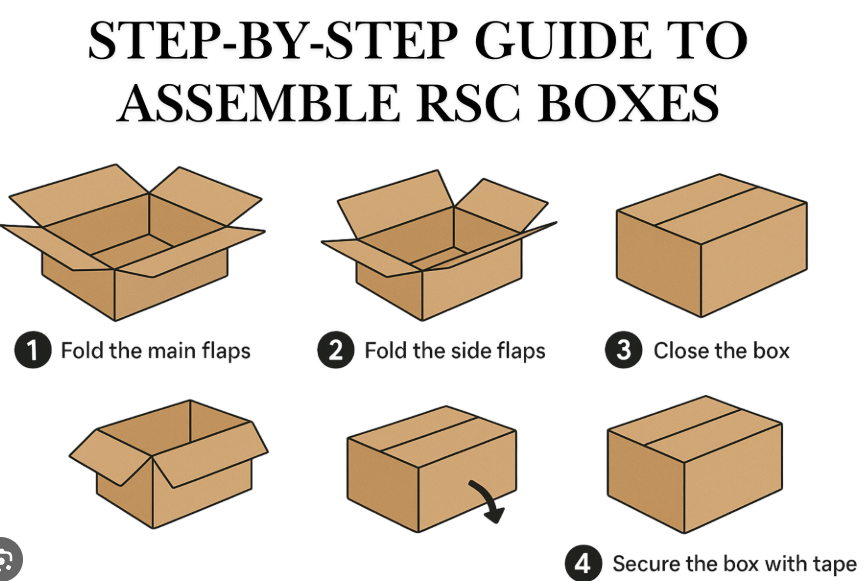 STEP-BY-STEP GUIDE TO
ASSEMBLE RSC BOXES
1 Fold the main flaps
2 Fold the side flaps
3 Close the box
4 Secure the box with tape